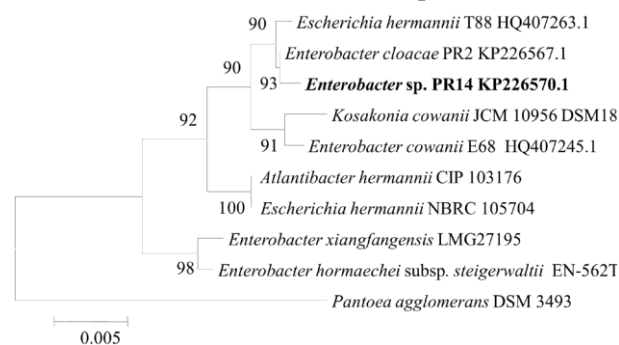 90 Escherichia hermannii T88 HQ407263.1
Enterobacter cloacae PR2 KP226567.1
90
93 Enterobacter sp. PR14 KP226570.1
Kosakonia cowanii JCM 10956 DSM18
92
91 Enterobacter cowanii E68 HQ407245.1
Atlantibacter hermannii CIP 103176
100 Escherichia hermannii NBRC 105704
Enterobacter xiangfangensis LMG27195
98 Enterobacter hormaechei subsp. steigerwaltii EN-562T
Pantoea agglomerans DSM 3493
0.005